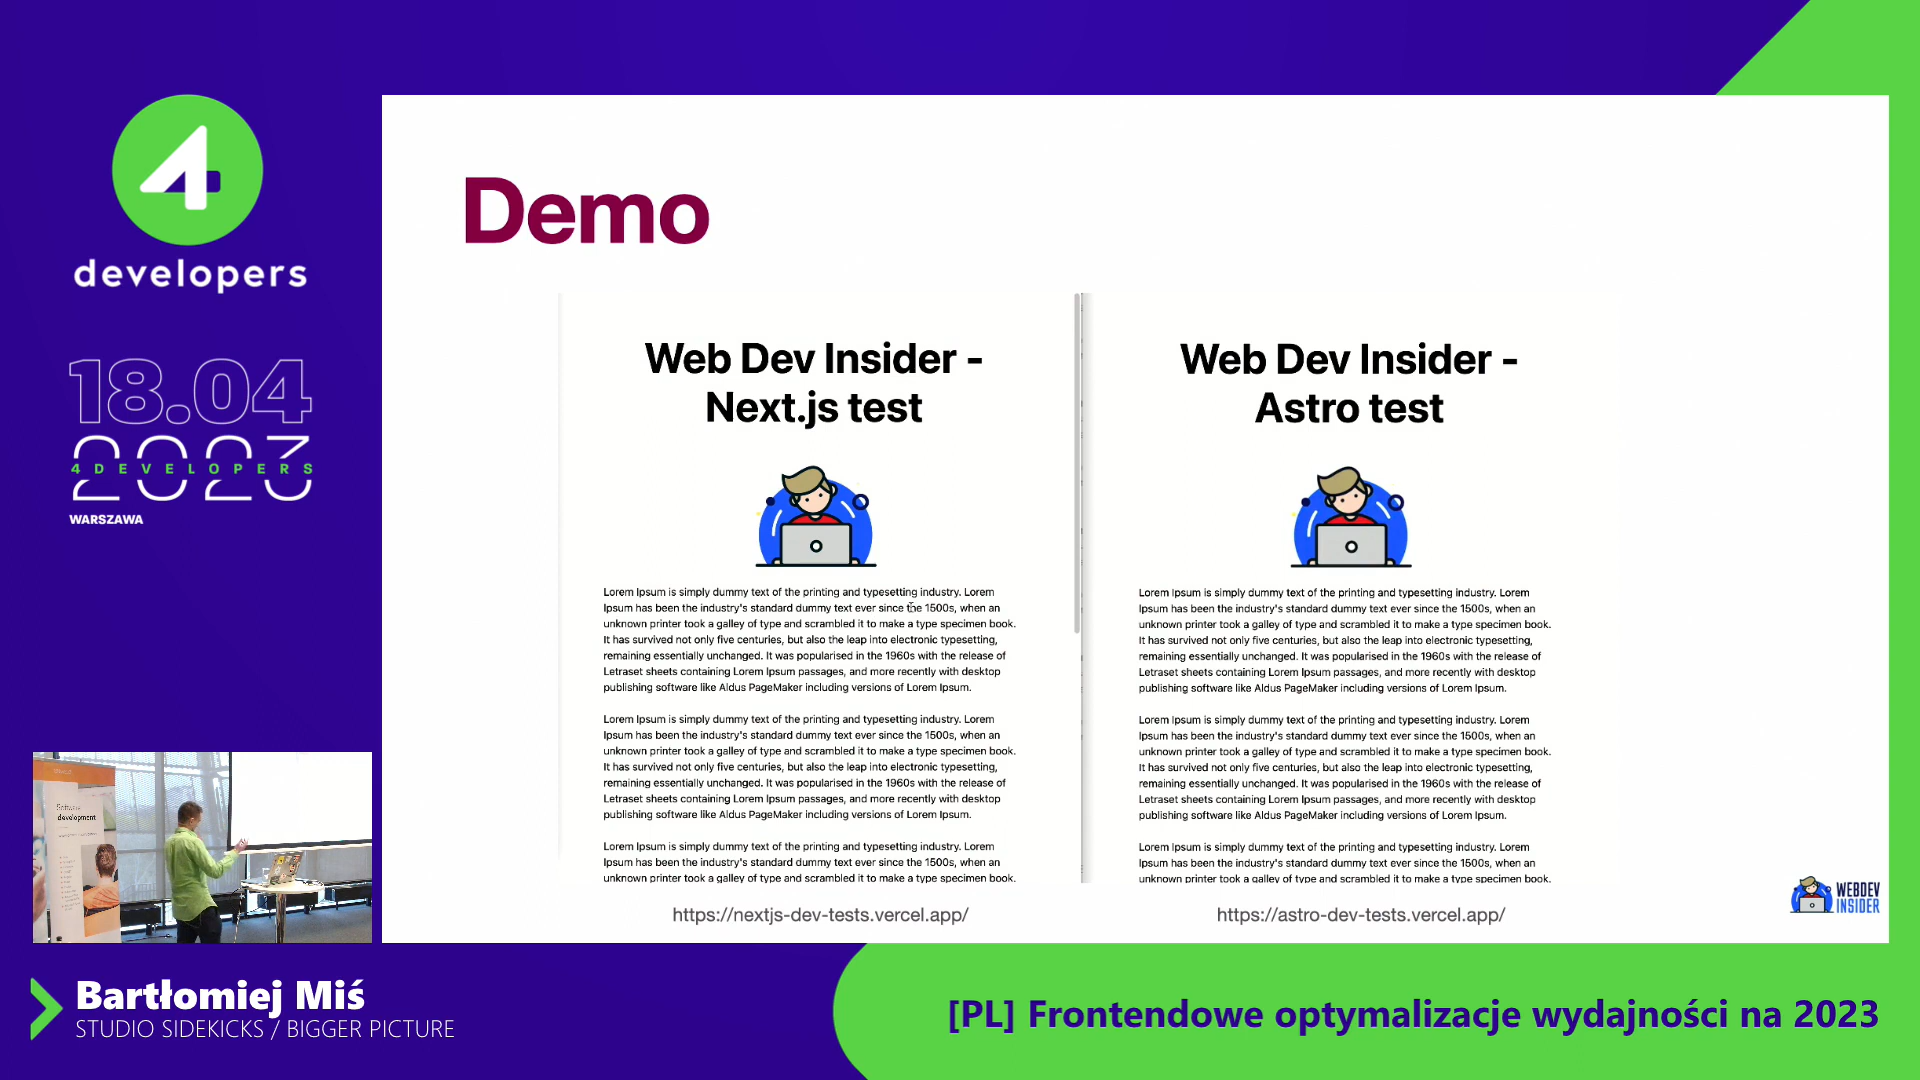 4
developers
18.04
2023
4DEVELOPERS
WARSZAWA
Demo
Web Dev Insider -
Next.js test
Lorem Ipsum is simply dummy text of the printing and typesetting industry. Lorem
Ipsum has been the industry's standard dummy text ever since the 1500s, when an
unknown printer took a galley of type and scrambled it to make a type specimen book.
It has survived not only five centuries, but also the leap into electronic typesetting,
remaining essentially unchanged. It was popularised in the 1960s with the release of
Letraset sheets containing Lorem Ipsum passages, and more recently with desktop
publishing software like Aldus PageMaker including versions of Lorem Ipsum.
Lorem Ipsum is simply dummy text of the printing and typesetting industry. Lorem
Ipsum has been the industry's standard dummy text ever since the 1500s, when an
unknown printer took a galley of type and scrambled it to make a type specimen book.
It has survived not only five centuries, but also the leap into electronic typesetting,
remaining essentially unchanged. It was popularised in the 1960s with the release of
Letraset sheets containing Lorem Ipsum passages, and more recently with desktop
publishing software like Aldus PageMaker including versions of Lorem Ipsum.
Lorem Ipsum is simply dummy text of the printing and typesetting industry. Lorem
Ipsum has been the industry's standard dummy text ever since the 1500s, when an
unknown printer took a galley of type and scrambled it to make a type specimen book.
https://nextjs-dev-tests.vercel.app/
Web Dev Insider -
Astro test
Lorem Ipsum is simply dummy text of the printing and typesetting industry. Lorem
Ipsum has been the industry's standard dummy text ever since the 1500s, when an
unknown printer took a galley of type and scrambled it to make a type specimen book.
It has survived not only five centuries, but also the leap into electronic typesetting,
remaining essentially unchanged. It was popularised in the 1960s with the release of
Letraset sheets containing Lorem Ipsum passages, and more recently with desktop
publishing software like Aldus PageMaker including versions of Lorem Ipsum.
Lorem Ipsum is simply dummy text of the printing and typesetting industry. Lorem
Ipsum has been the industry's standard dummy text ever since the 1500s, when an
unknown printer took a galley of type and scrambled it to make a type specimen book.
It has survived not only five centuries, but also the leap into electronic typesetting,
remaining essentially unchanged. It was popularised in the 1960s with the release of
Letraset sheets containing Lorem Ipsum passages, and more recently with desktop
publishing software like Aldus PageMaker including versions of Lorem Ipsum.
Lorem Ipsum is simply dummy text of the printing and typesetting industry. Lorem
Ipsum has been the industry's standard dummy text ever since the 1500s, when an
unknown printer took a galley of type and scrambled it to make a type specimen book.
https://astro-dev-tests.vercel.app/
WEBDEV
INSIDER
Software
development
Bartłomiej Miś
STUDIO SIDEKICKS / BIGGER PICTURE
[PL] Frontendowe optymalizacje wydajności na 2023